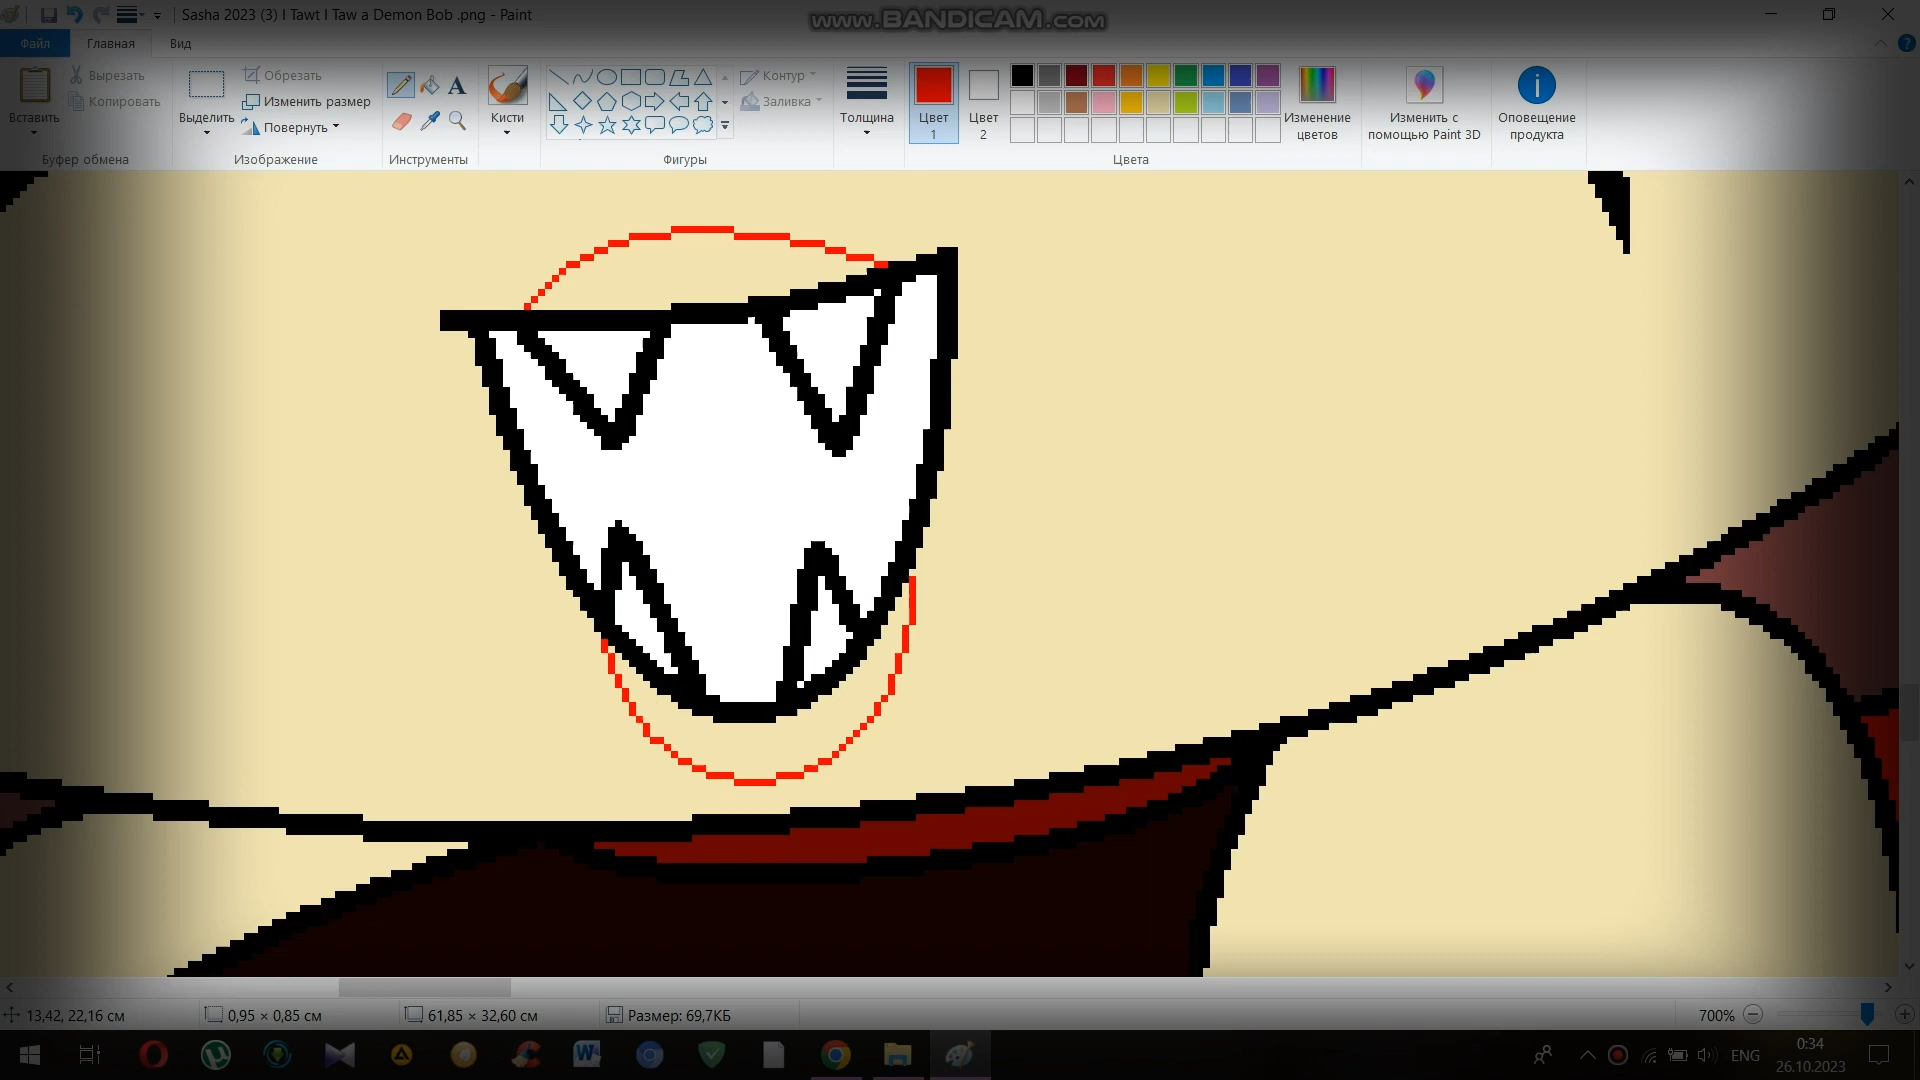 Sasha 2023 (3) I Tawt I Taw a Demon Bob .png - Paint
www.BANDICAM.com
Файл
Главная
Вид
?
Вставить
Вырезать
Копировать
Буфер обмена
Выделить
Обрезать
Изменить размер
Повернуть
Изображение
A
Инструменты
Кисти
Контур
Заливка
Фигуры
Толщина
Цвет
1
Цвет
2
Цвета
Изменение
цветов
Изменить с
помощью Paint 3D
Оповещение
продукта
13,42, 22,16 см
0,95 × 0,85 см
61,85 × 32,60 см
Размер: 69,7КБ
700%
W
ENG
0:34
26.10.2023